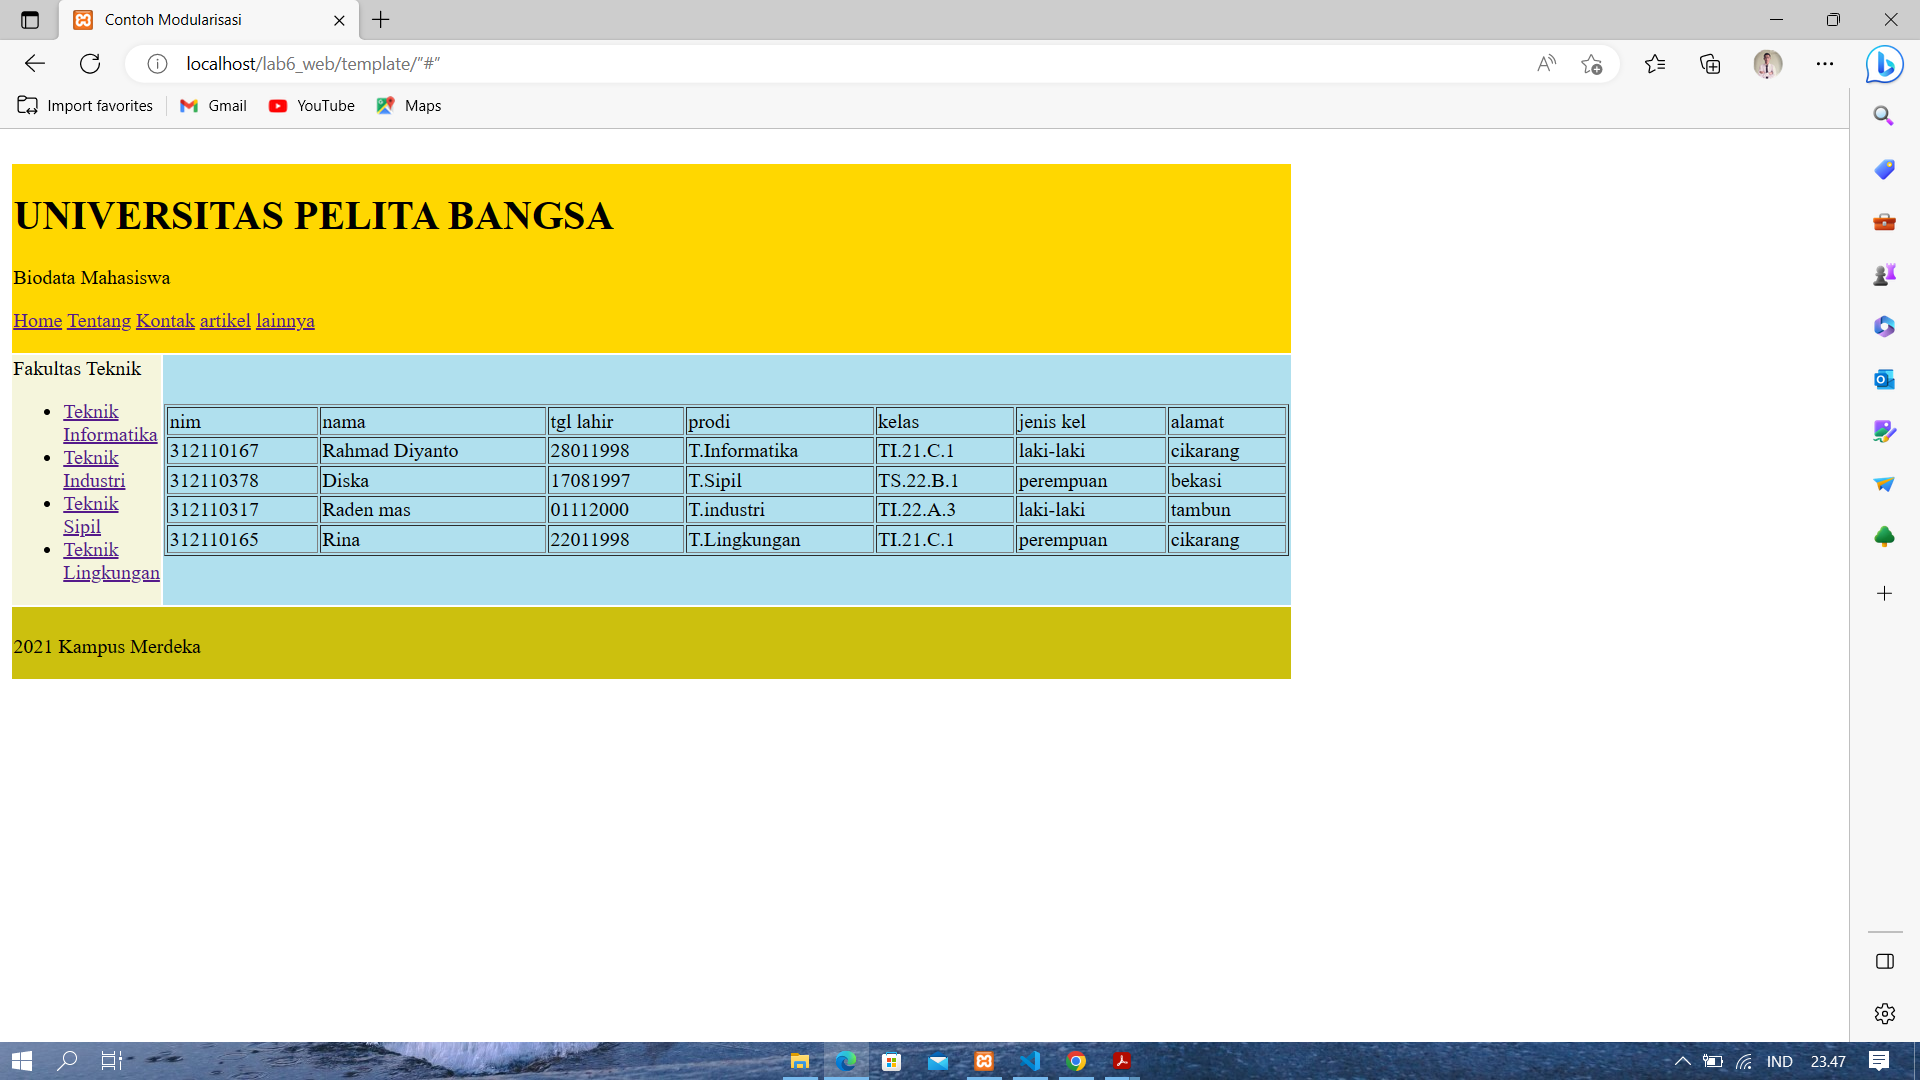 Contoh Modularisasi
localhost/lab6_web/template/"#"
Import favorites Gmail YouTube Maps
UNIVERSITAS PELITA BANGSA
Biodata Mahasiswa
Home Tentang Kontak artikel lainnya
Fakultas Teknik
Teknik
Informatika
Teknik
Industri
Teknik
Sipil
Teknik
Lingkungan
nim nama tgl lahir prodi kelas jenis kel alamat
312110167 Rahmad Diyanto 28011998 T.Informatika TI.21.C.1 laki-laki cikarang
312110378 Diska 17081997 T.Sipil TS.22.B.1 perempuan bekasi
312110317 Raden mas 01112000 T.industri TI.22.A.3 laki-laki tambun
312110165 Rina 22011998 T.Lingkungan TI.21.C.1 perempuan cikarang
2021 Kampus Merdeka
IND 23.47